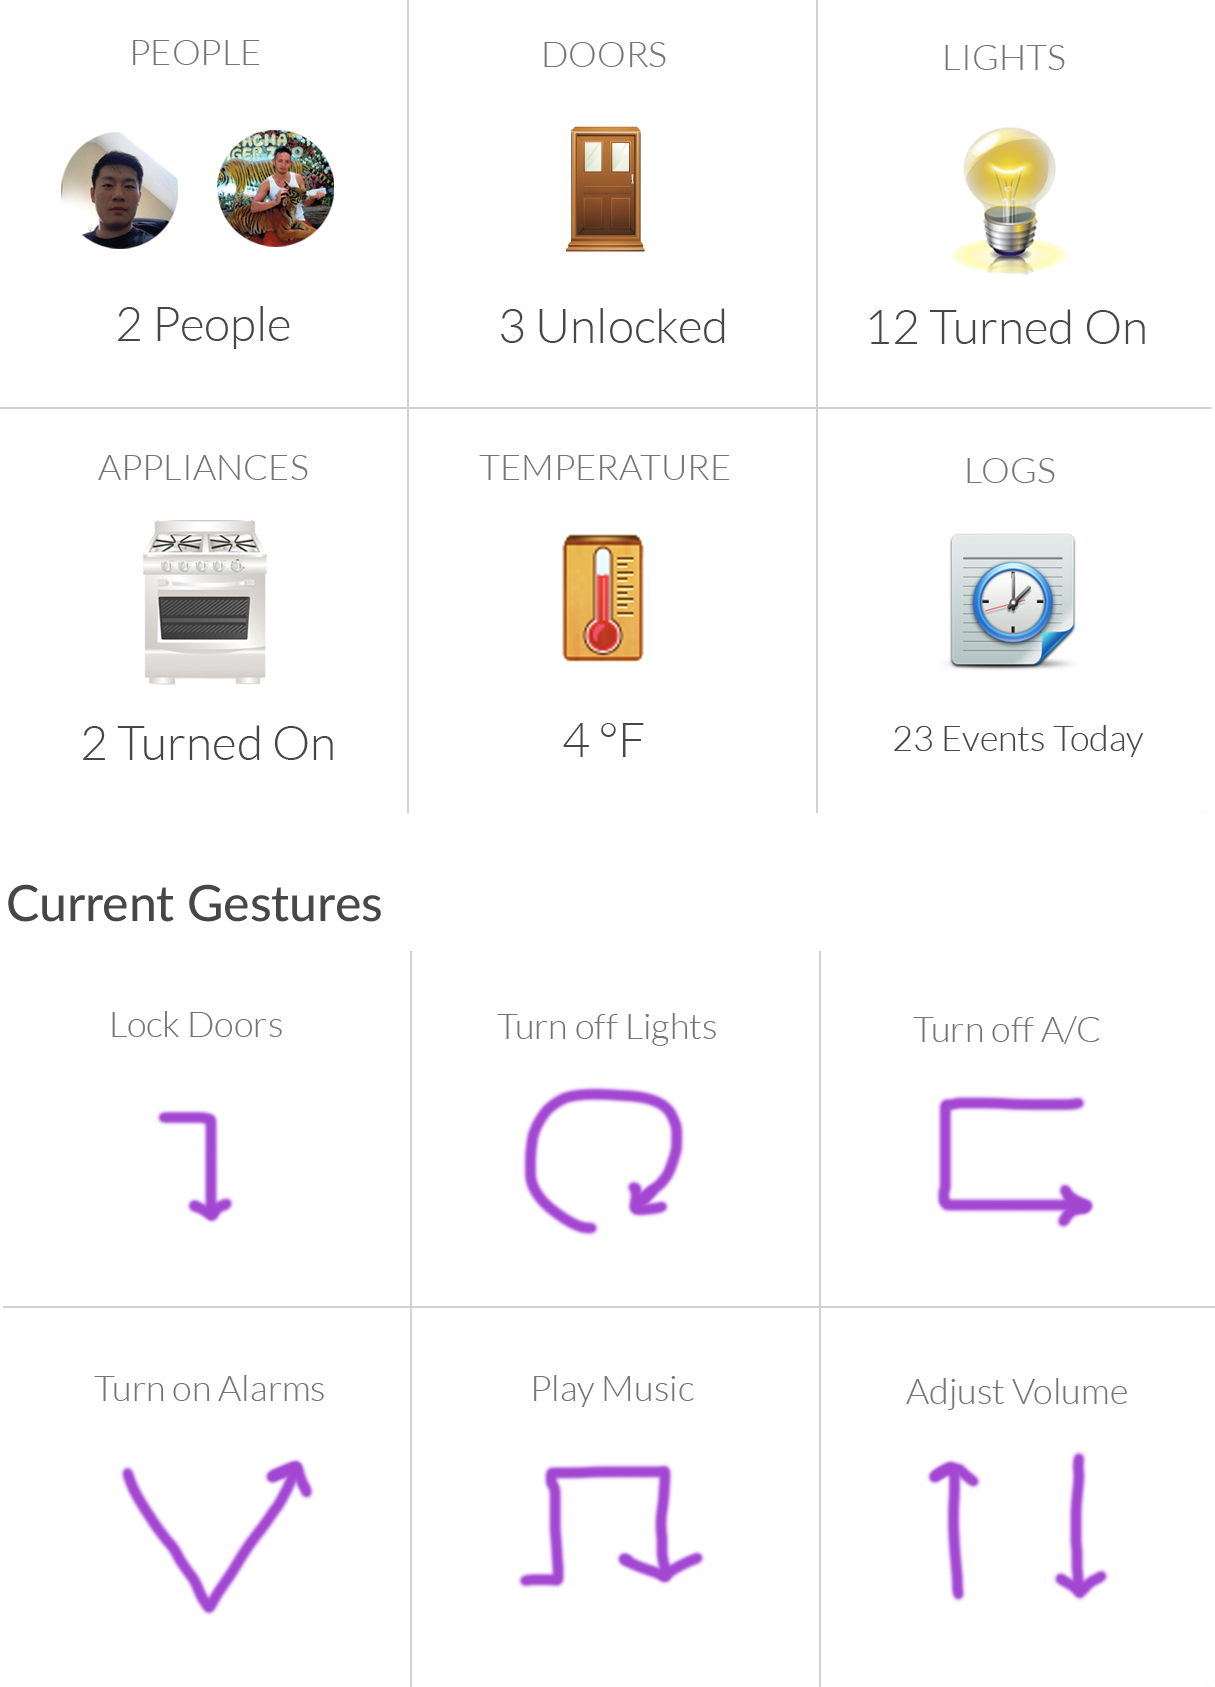 PEOPLE
DOORS
LIGHTS
2 People
3 Unlocked
12 Turned On
APPLIANCES
TEMPERATURE
LOGS
2 Turned On
4 °F
23 Events Today
Current Gestures
Lock Doors
Turn off Lights
Turn off A/C
Turn on Alarms
Play Music
Adjust Volume